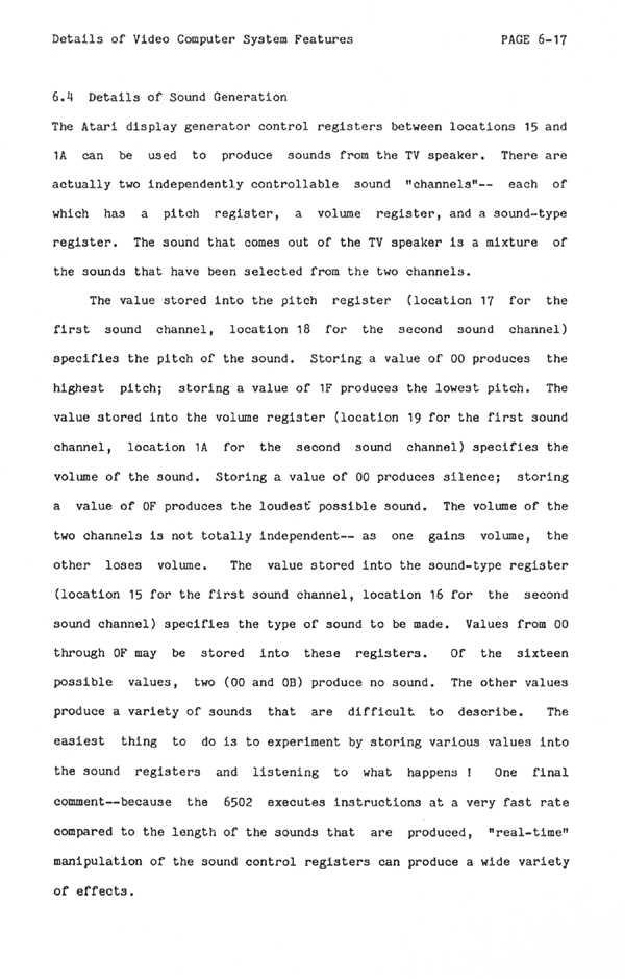 Details of Video Computer System Features PAGE 6-17
6.4 Details of Sound Generation
The Atari display generator control registers between locations 15 and
1A can be used to produce sounds from the TV speaker. There are
actually two independently controllable sound "channels"-- each of
which has a pitch register, a volume register, and a sound-type
register. The sound that comes out of the TV speaker is a mixture of
the sounds that have been selected from the two channels.
The value stored into the pitch register (location 17 for the
first sound channel, location 18 for the second sound channel)
specifies the pitch of the sound. Storing a value of 00 produces the
highest pitch; storing a value of 1F produces the lowest pitch. The
value stored into the volume register (location 19 for the first sound
channel, location 1A for the second sound channel) specifies the
volume of the sound. Storing a value of 00 produces silence; storing
a value of 0F produces the loudest possible sound. The volume of the
two channels is not totally independent-- as one gains volume, the
other loses volume. The value stored into the sound-type register
(location 15 for the first sound channel, location 16 for the second
sound channel) specifies the type of sound to be made. Values from 00
through 0F may be stored into these registers. Of the sixteen
possible values, two (00 and 0B) produce no sound. The other values
produce a variety of sounds that are difficult to describe. The
easiest thing to do is to experiment by storing various values into
the sound registers and listening to what happens ! One final
comment--because the 6502 executes instructions at a very fast rate
compared to the length of the sounds that are produced, "real-time"
manipulation of the sound control registers can produce a wide variety
of effects.